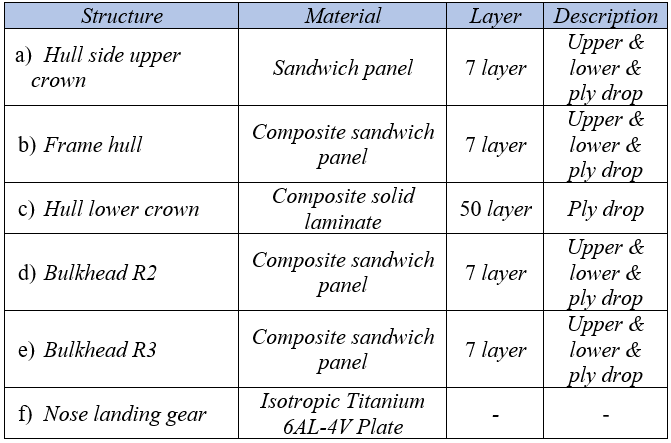 Structure Material Layer Description
a) Hull side upper crown Sandwich panel 7 layer Upper & lower & ply drop
b) Frame hull Composite sandwich panel 7 layer Upper & lower & ply drop
c) Hull lower crown Composite solid laminate 50 layer Ply drop
d) Bulkhead R2 Composite sandwich panel 7 layer Upper & lower & ply drop
e) Bulkhead R3 Composite sandwich panel 7 layer Upper & lower & ply drop
f) Nose landing gear Isotropic Titanium 6AL-4V Plate - -